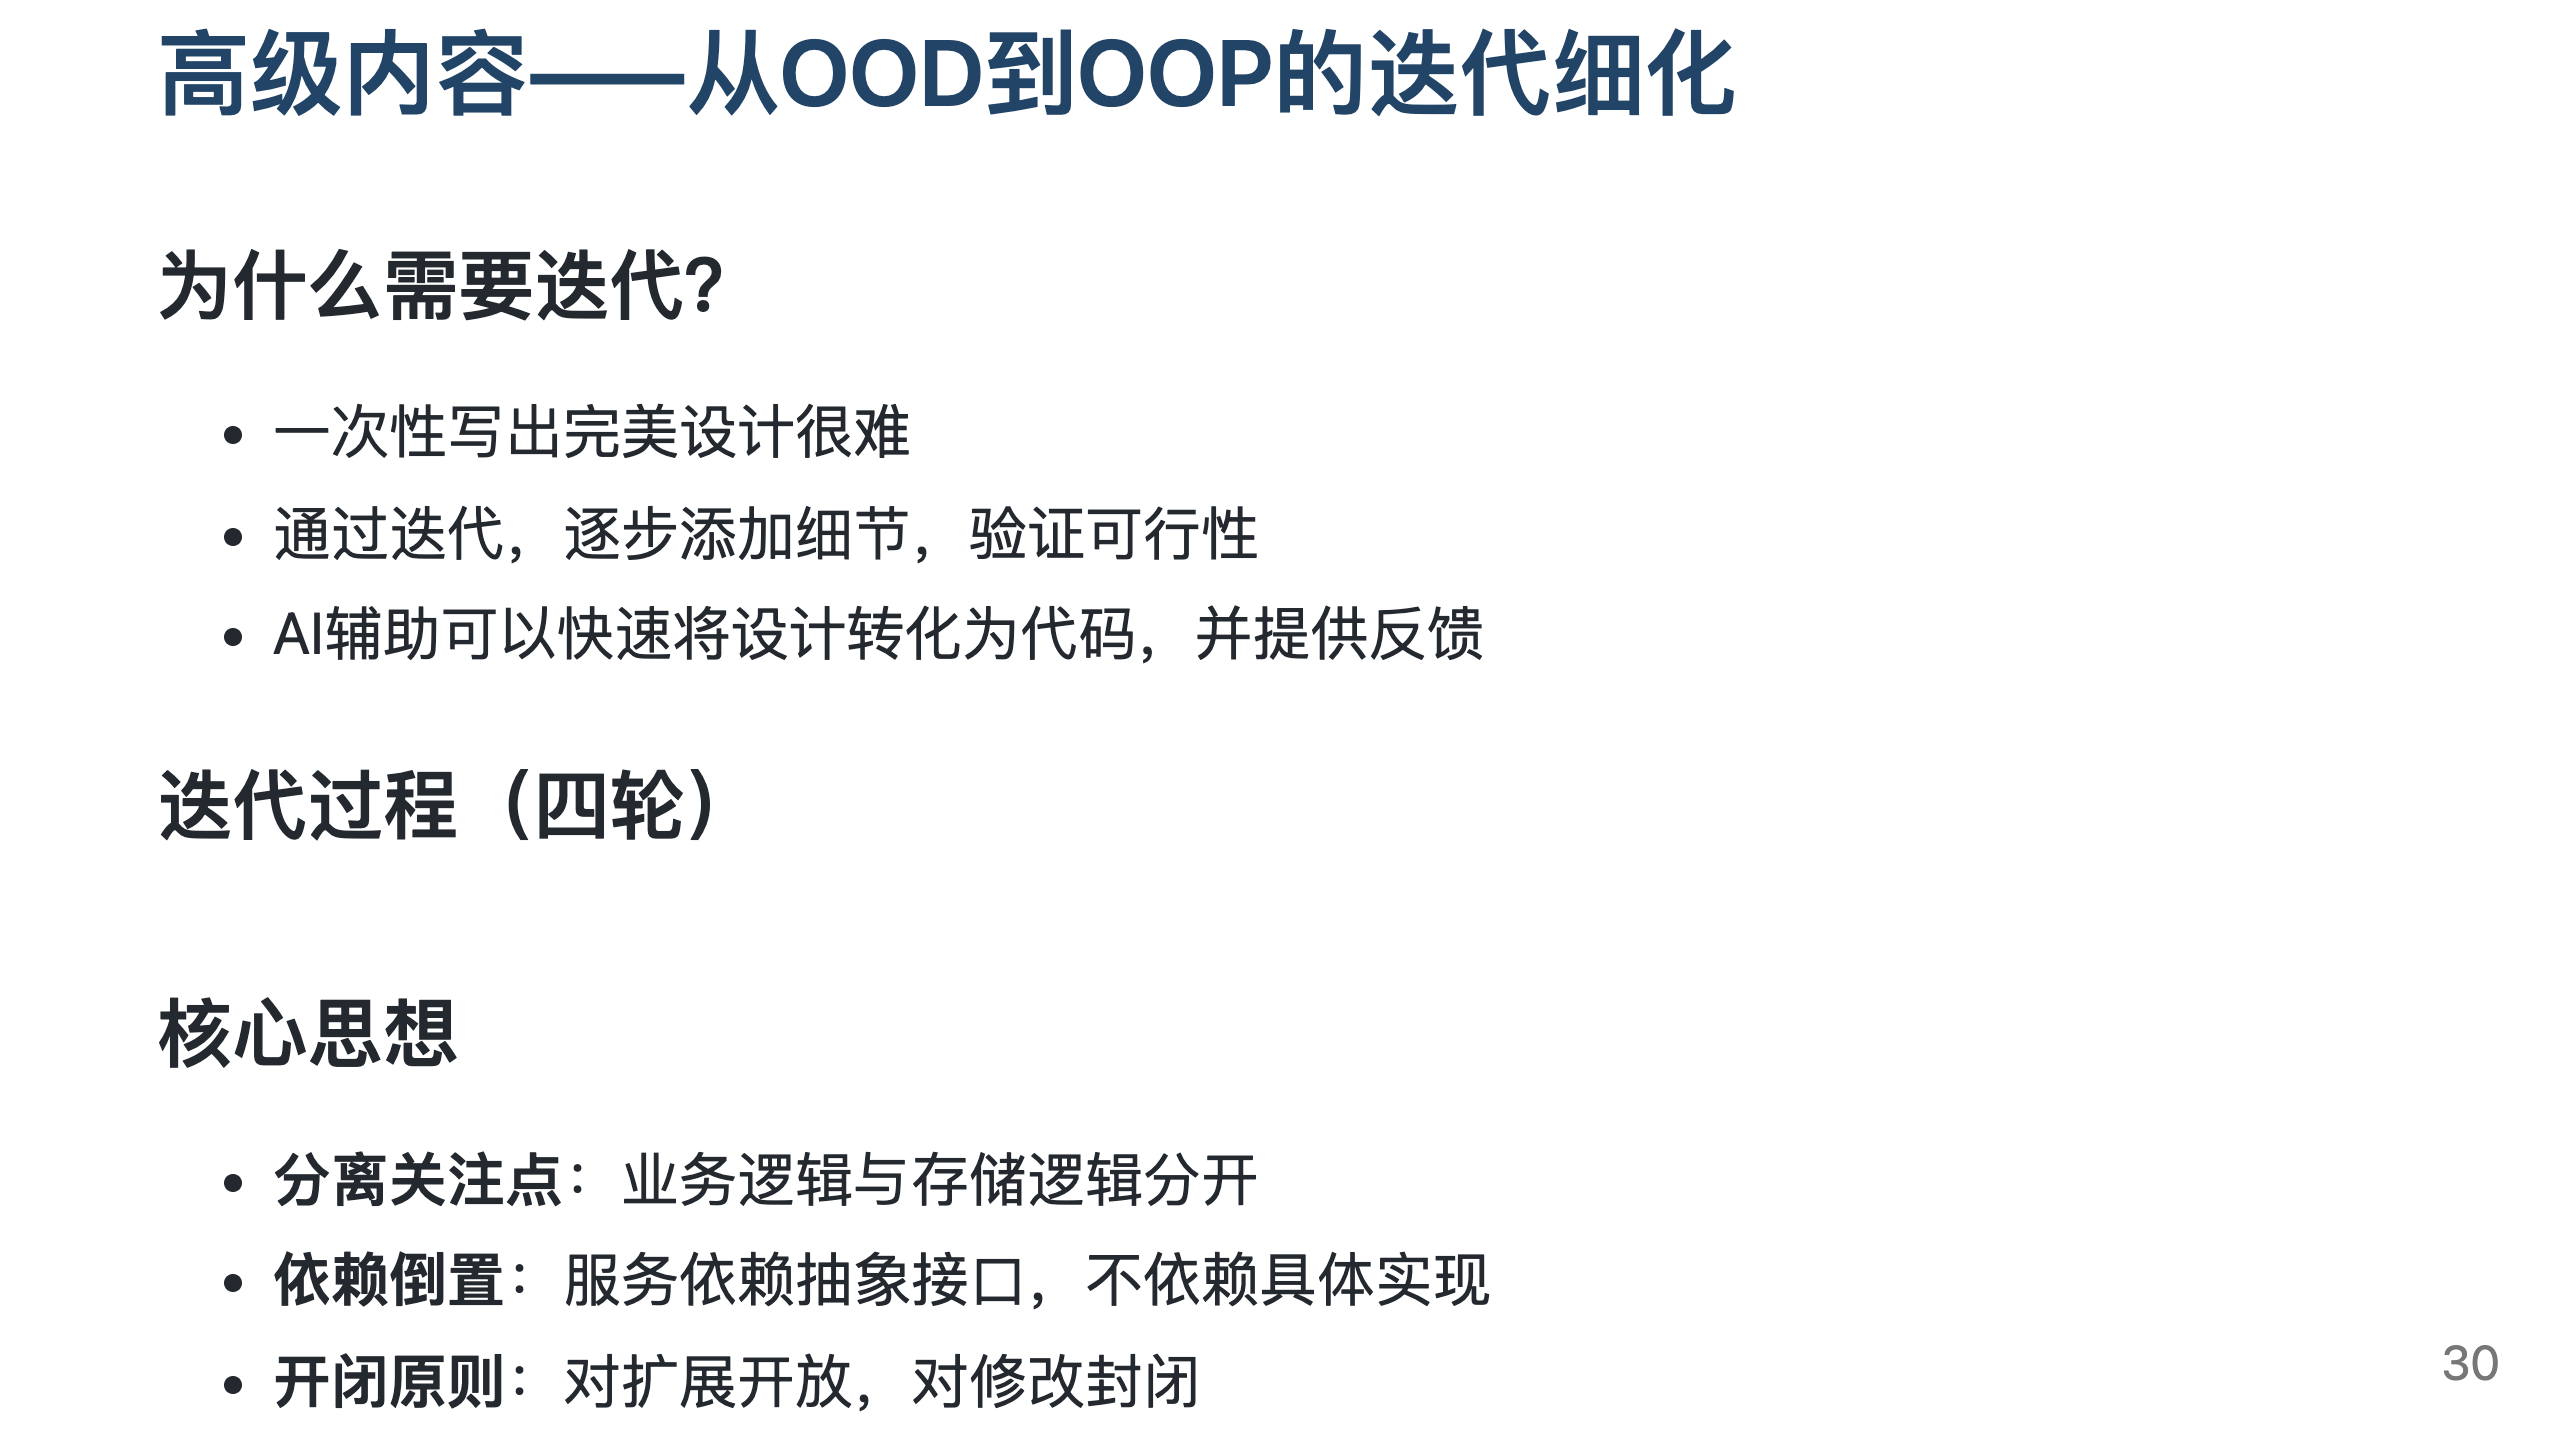 高级内容——从OOD到OOP的迭代细化
为什么需要迭代?
• 一次性写出完美设计很难
• 通过迭代，逐步添加细节，验证可行性
• AI辅助可以快速将设计转化为代码，并提供反馈
迭代过程（四轮）
核心思想
• 分离关注点：业务逻辑与存储逻辑分开
• 依赖倒置：服务依赖抽象接口，不依赖具体实现
• 开闭原则：对扩展开放，对修改封闭
30